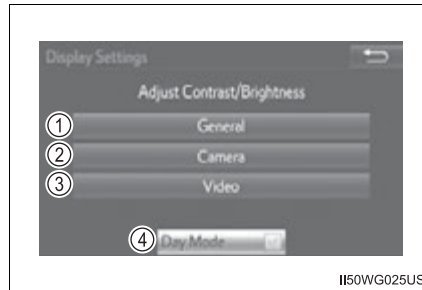 Display Settings
Adjust Contrast/Brightness
① General
② Camera
③ Video
④ Day Mode
II50WG025US